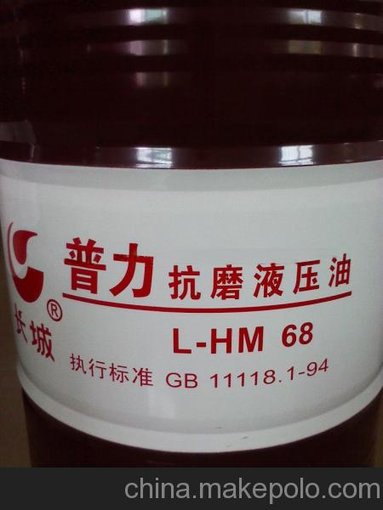 普力 抗磨液压油
长城®
L-HM 68
执行标准 GB 11118.1-94
china.makepolo.com